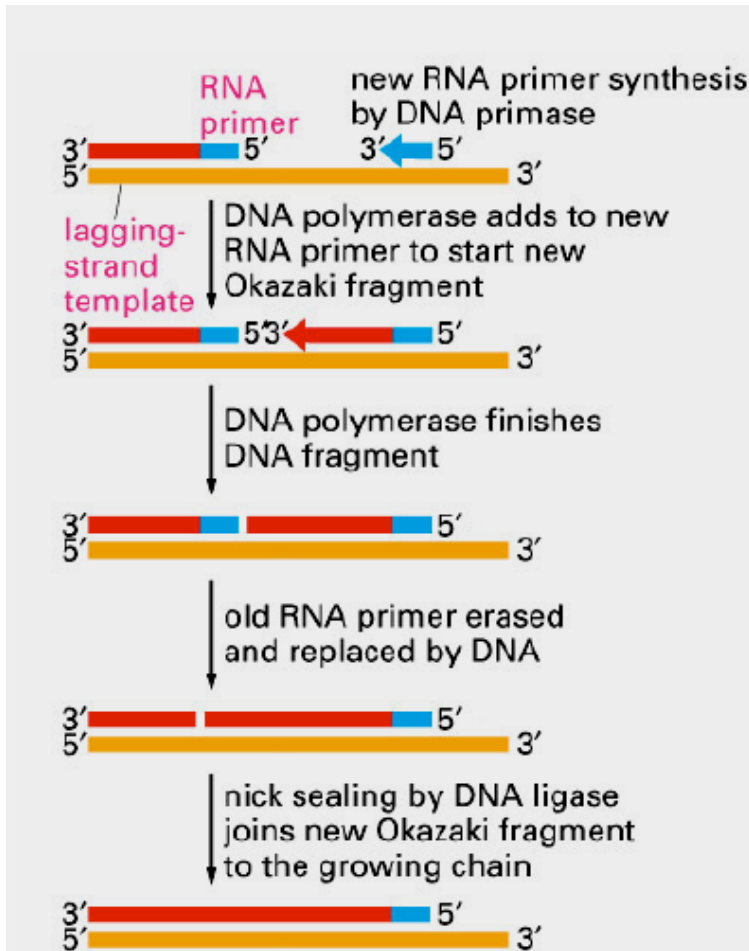 RNA
primer
new RNA primer synthesis
by DNA primase
3′ 5′ 3′ 5′
5′ 3′
lagging-
strand
template
DNA polymerase adds to new
RNA primer to start new
Okazaki fragment
3′ 5′3′ 5′
5′ 3′
DNA polymerase finishes
DNA fragment
3′ 5′
5′ 3′
old RNA primer erased
and replaced by DNA
3′ 5′
5′ 3′
nick sealing by DNA ligase
joins new Okazaki fragment
to the growing chain
3′ 5′
5′ 3′